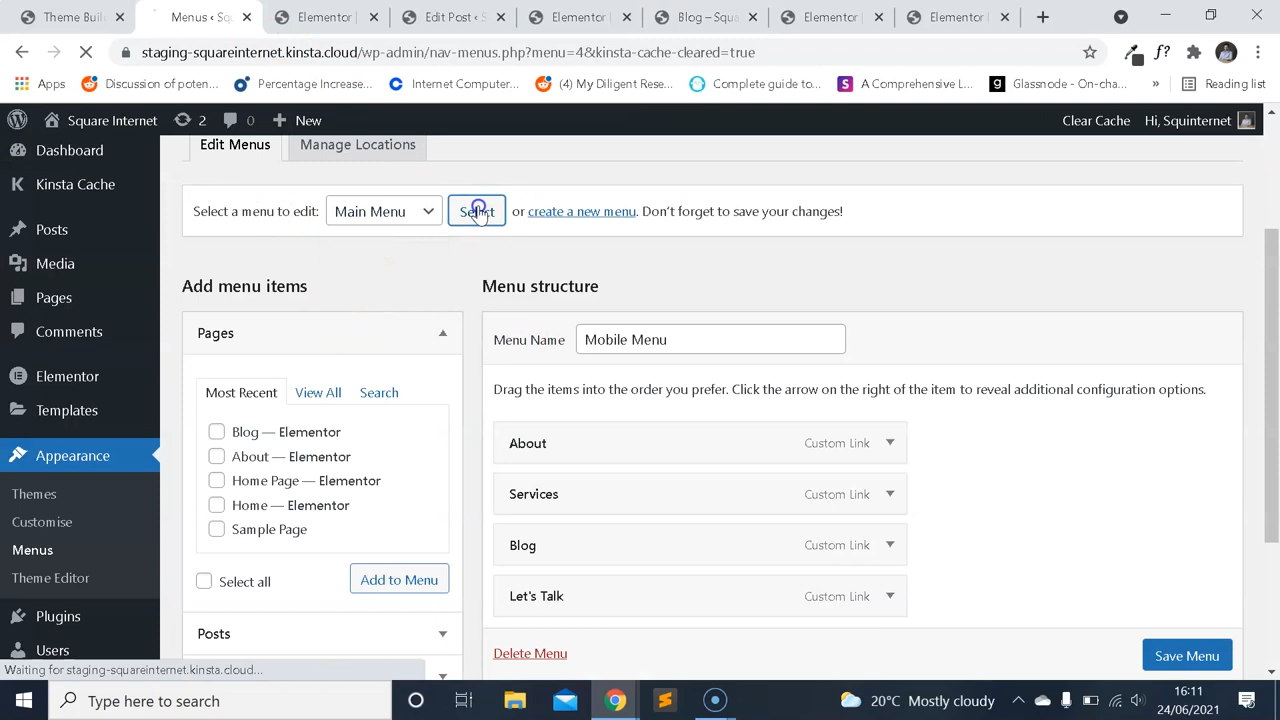 Theme Buil
Menus ‹ Squ
Elementor |
Edit Post ‹ S
Elementor |
Blog – Squa
Elementor |
Elementor |
staging-squareinternet.kinsta.cloud/wp-admin/nav-menus.php?menu=4&kinsta-cache-cleared=true
f?
Apps
Discussion of poten...
Percentage Increase...
Internet Computer...
(4) My Diligent Rese...
Complete guide to...
A Comprehensive L...
Glassnode - On-cha...
»
Reading list
Square Internet
2
0
New
Clear Cache
Hi, Squinternet
Dashboard
Kinsta Cache
Posts
Media
Pages
Comments
Elementor
Templates
Appearance
Themes
Customise
Menus
Theme Editor
Plugins
Users
Edit Menus
Manage Locations
Select a menu to edit:
Main Menu
Select
or create a new menu. Don't forget to save your changes!
Add menu items
Pages
Most Recent
View All
Search
Blog — Elementor
About — Elementor
Home Page — Elementor
Home — Elementor
Sample Page
Select all
Add to Menu
Posts
Menu structure
Menu Name
Mobile Menu
Drag the items into the order you prefer. Click the arrow on the right of the item to reveal additional configuration options.
About
Custom Link
Services
Custom Link
Blog
Custom Link
Let's Talk
Custom Link
Delete Menu
Save Menu
Waiting for staging-squareinternet.kinsta.cloud...
Type here to search
20°C Mostly cloudy
16:11
24/06/2021